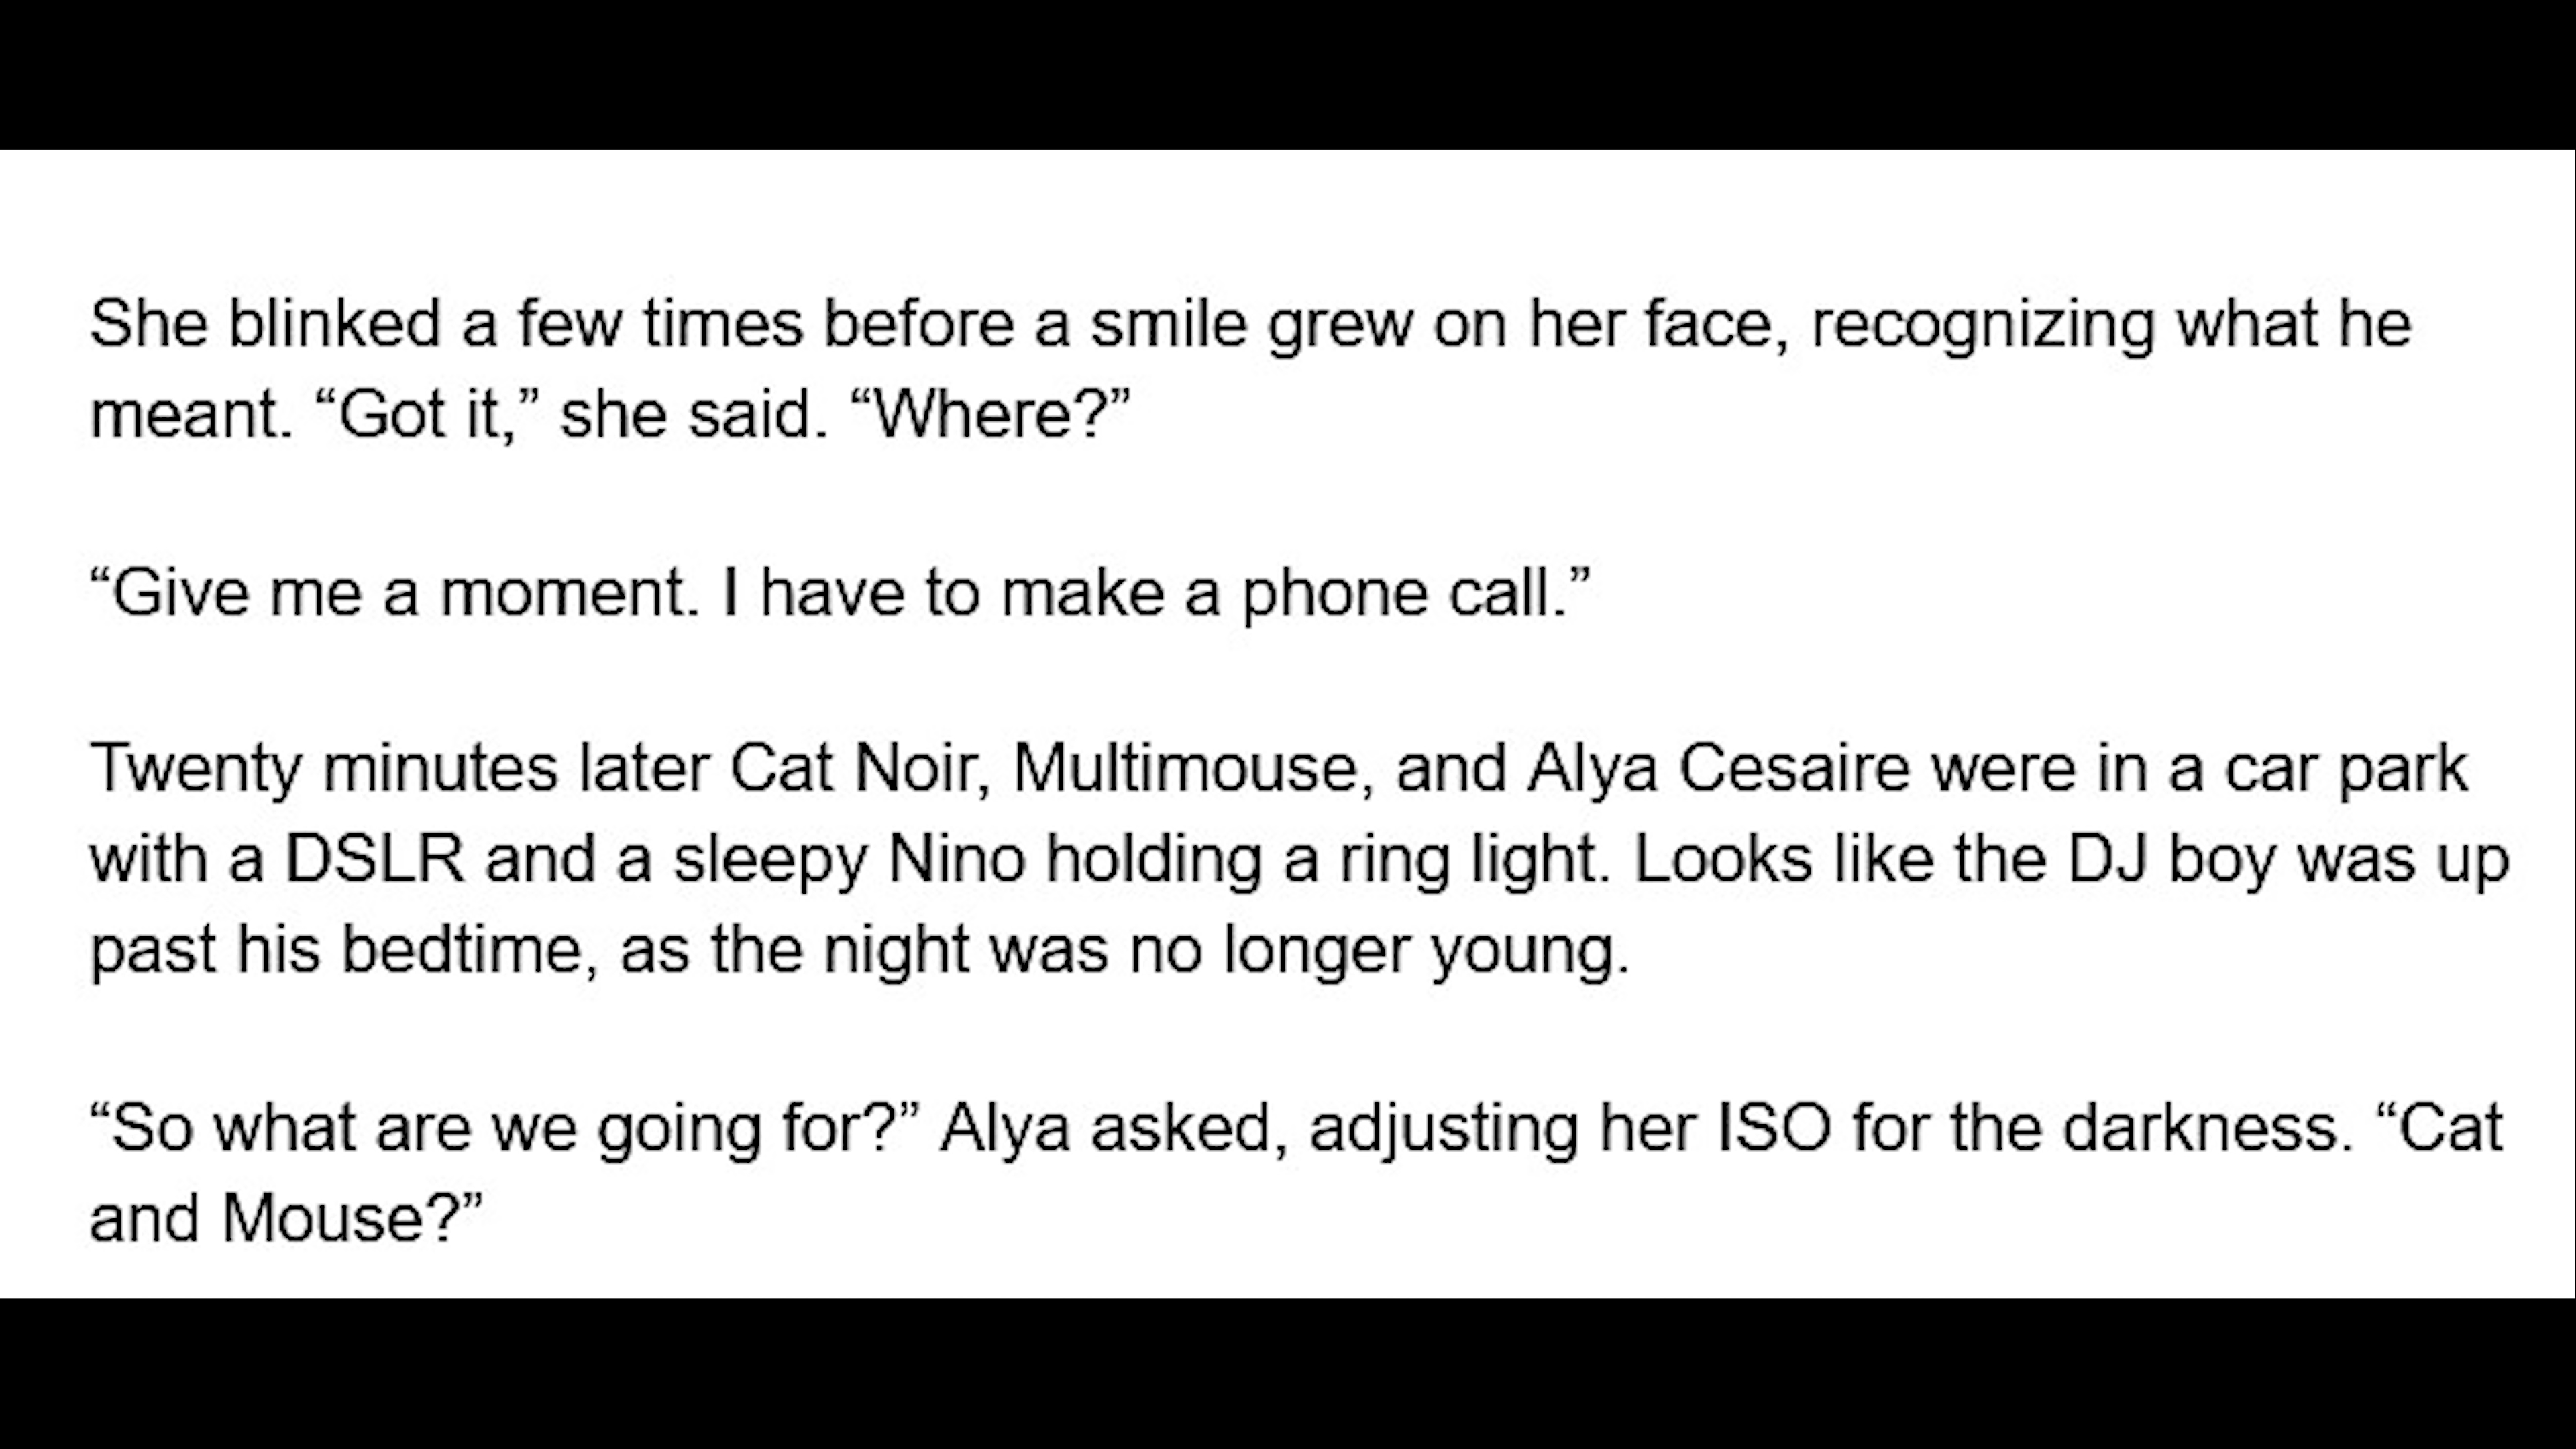 She blinked a few times before a smile grew on her face, recognizing what he
meant. “Got it,” she said. “Where?”
“Give me a moment. I have to make a phone call.”
Twenty minutes later Cat Noir, Multimouse, and Alya Cesaire were in a car park
with a DSLR and a sleepy Nino holding a ring light. Looks like the DJ boy was up
past his bedtime, as the night was no longer young.
“So what are we going for?” Alya asked, adjusting her ISO for the darkness. “Cat
and Mouse?”